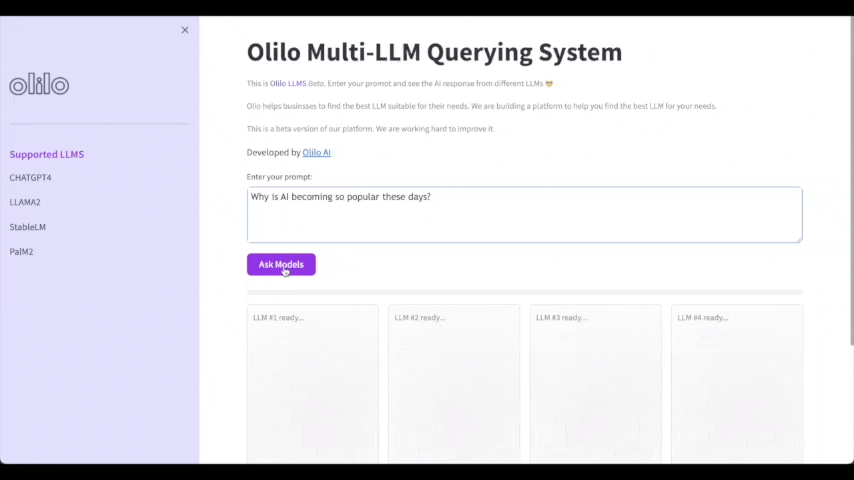 olilo
Supported LLMS
CHATGPT4
LLAMA2
StableLM
PalM2
Olilo Multi-LLM Querying System
This is Olilo LLMS Beta. Enter your prompt and see the Ai response from different LLMs 🤓
Olio helps businsses to find the best LLM suitable for their needs. We are building a platform to help you find the best LLM for your needs.
This is a beta version of our platform. We are working hard to improve it.
Developed by Olilo AI
Enter your prompt:
Why is AI becoming so popular these days?
Ask Models
LLM #1 ready...
LLM #2 ready...
LLM #3 ready...
LLM #4 ready...